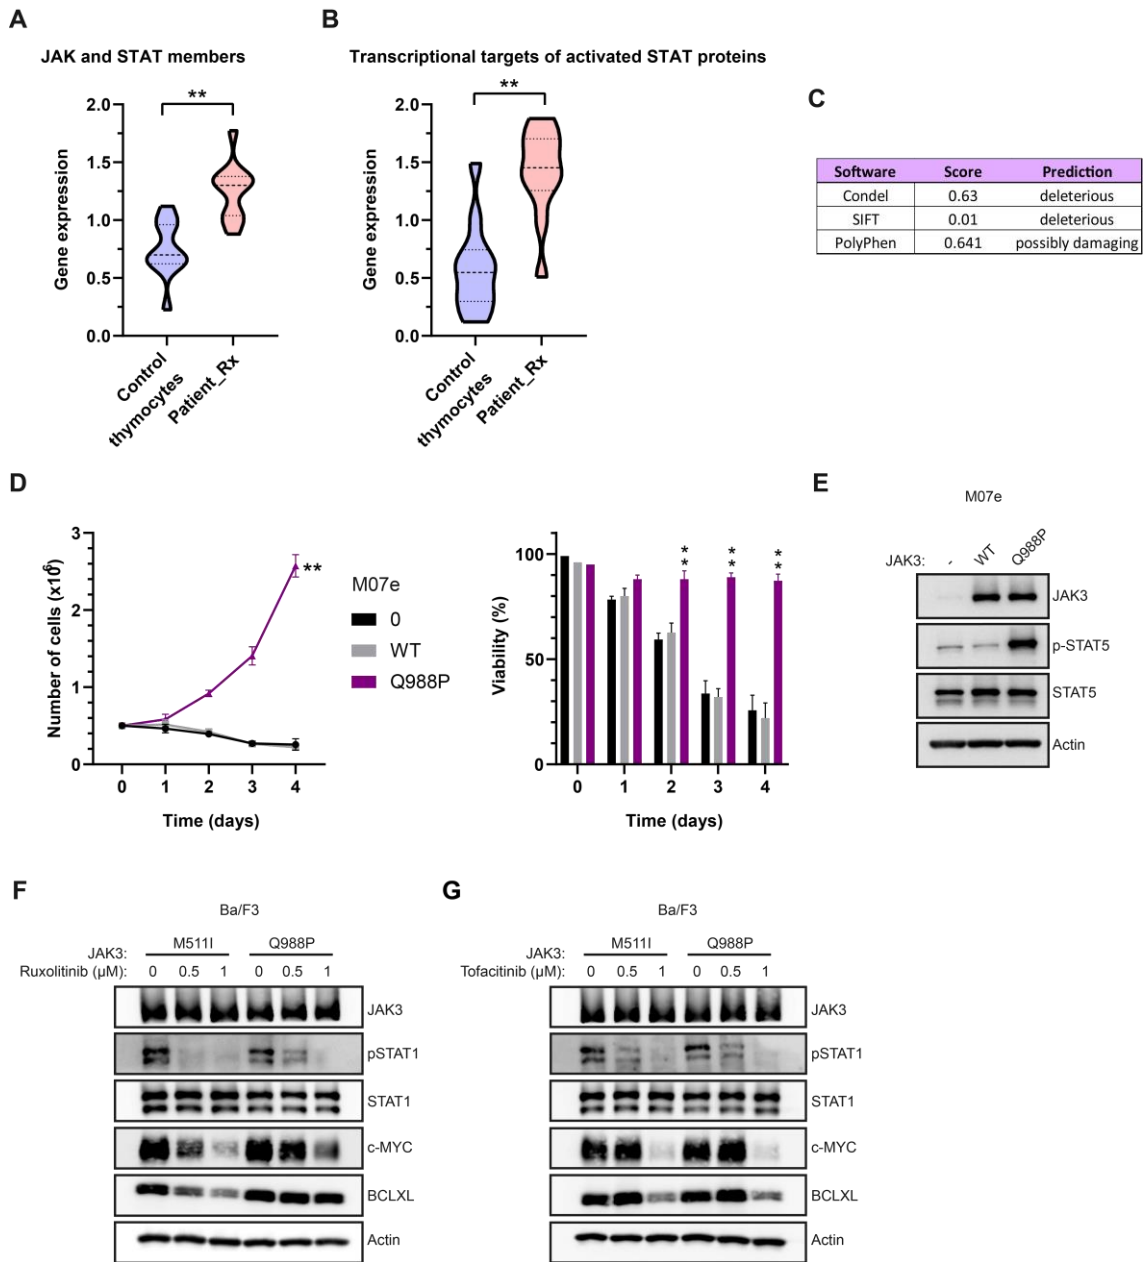 A
JAK and STAT members
**
2.0
1.5
1.0
0.5
0.0
Gene expression
Control
thymocytes
Patient_Rx
B
Transcriptional targets of activated STAT proteins
**
2.0
1.5
1.0
0.5
0.0
Gene expression
Control
thymocytes
Patient_Rx
C
Software Score Prediction
Condel 0.63 deleterious
SIFT 0.01 deleterious
PolyPhen 0.641 possibly damaging
D
Number of cells (x10⁶)
3
2
1
0
**
0 1 2 3 4
Time (days)
M07e
0
WT
Q988P
Viability (%)
100
50
0
** ** **
0 1 2 3 4
Time (days)
E
M07e
JAK3: - WT Q988P
JAK3
p-STAT5
STAT5
Actin
F
Ba/F3
M511I Q988P
JAK3:
Ruxolitinib (µM): 0 0.5 1 0 0.5 1
JAK3
pSTAT1
STAT1
c-MYC
BCLXL
Actin
G
Ba/F3
M511I Q988P
JAK3:
Tofacitinib (µM): 0 0.5 1 0 0.5 1
JAK3
pSTAT1
STAT1
c-MYC
BCLXL
Actin